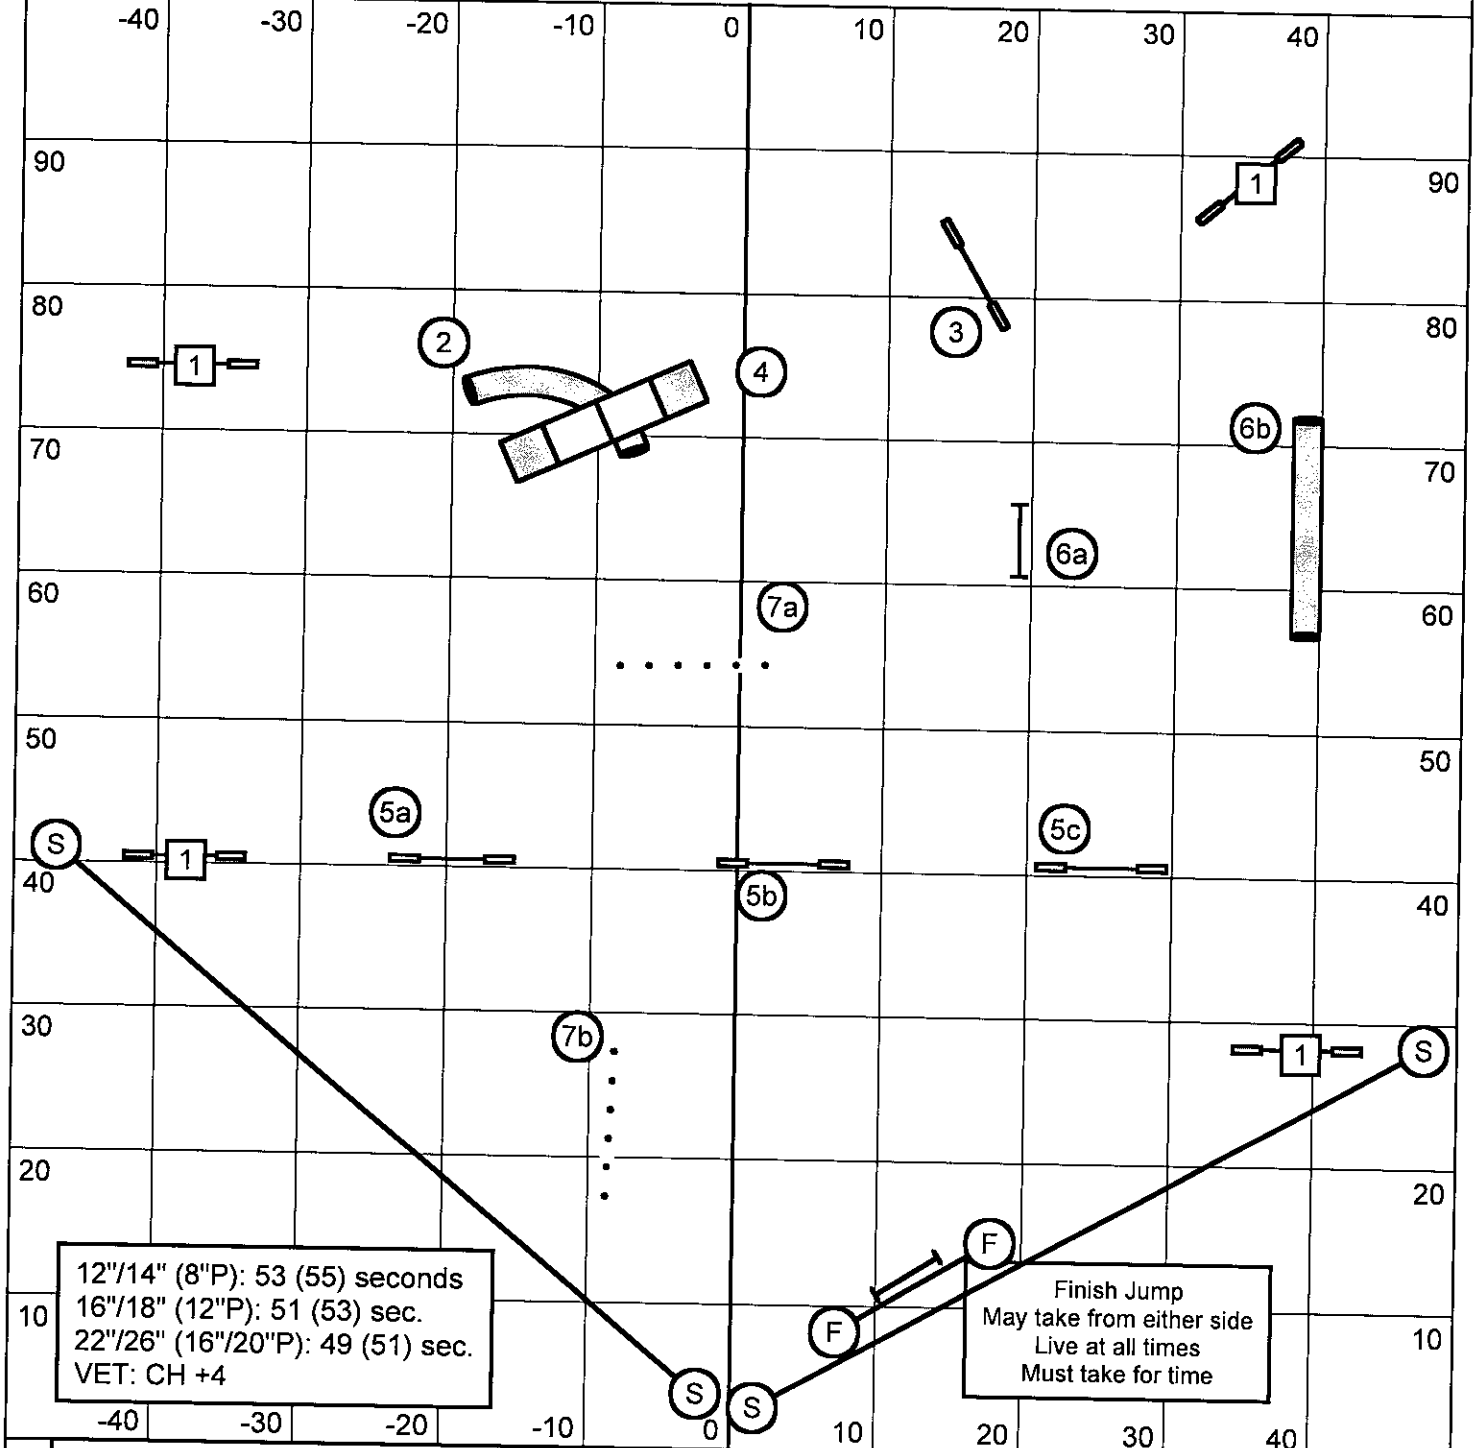 -40 -30 -20 -10 0 10 20 30 40
90 1 90
80 3 80
2 1 4
70 6b 70
6a
60 7a 60
50 50
5a 5c
S 1
40 5b 40
30 7b 1 S
20 20
F
12"/14" (8"P): 53 (55) seconds
16"/18" (12"P): 51 (53) sec.
22"/26" (16"/20"P): 49 (51) sec.
VET: CH +4
Finish Jump
May take from either side
Live at all times
Must take for time
10 F 10
S S
-40 -30 -20 -10 0 10 20 30 40